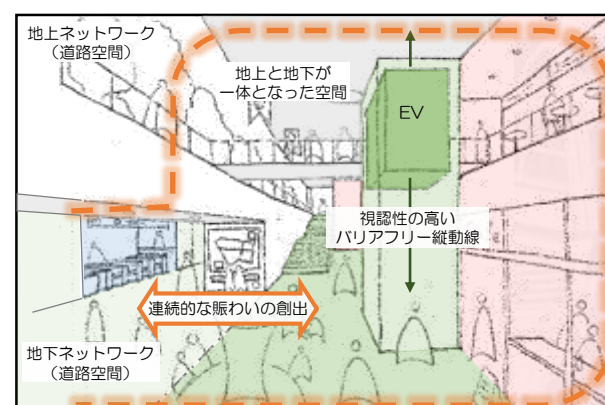 地上ネットワーク
（道路空間）
地上と地下が
一体となった空間
EV
視認性の高い
バリアフリー縦動線
連続的な賑わいの創出
地下ネットワーク
（道路空間）